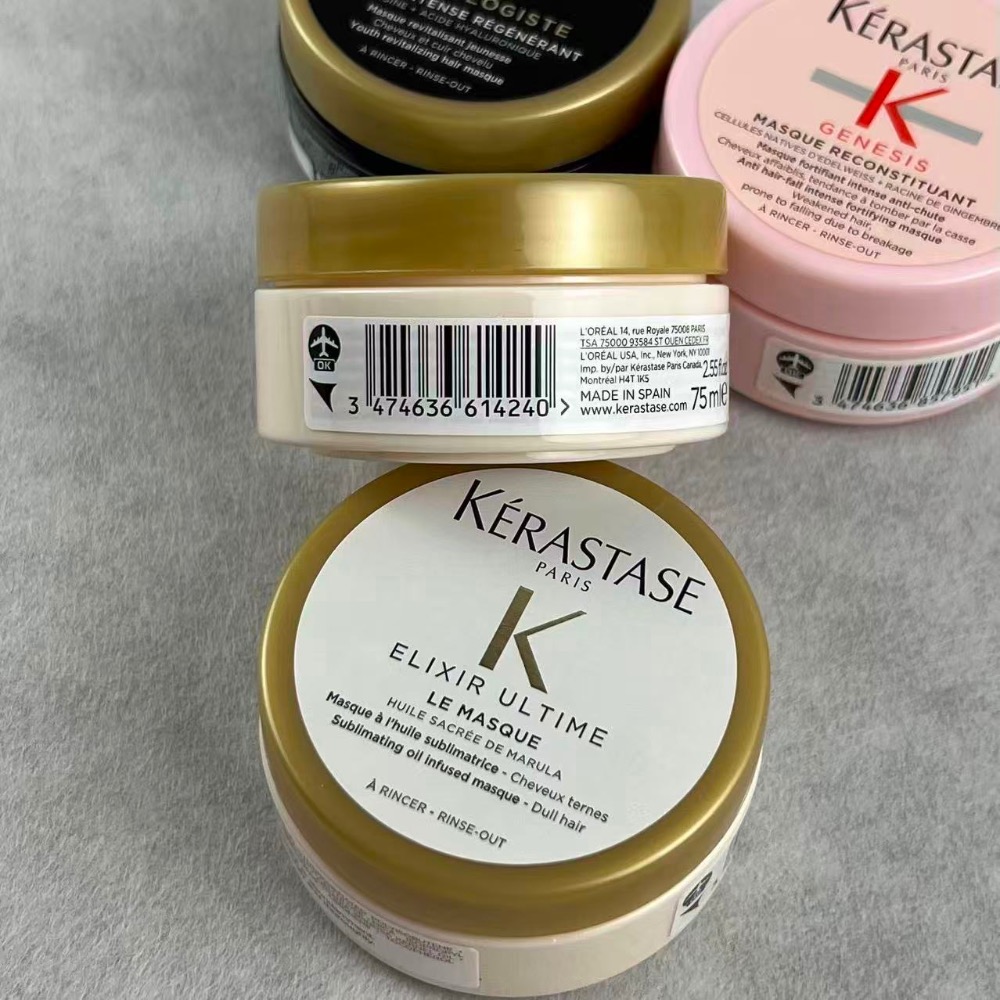 INTENSE RÉGÉNÉRANT
ACIDE HYALURONIQUE
Masque revitalisant jeunesse
Cheveux et cuir chevelu
Youth revitalizing hair masque
À RINCER - RINSE-OUT
KÉRASTA
PARIS
K
GENESIS
MASQUE RECONSTITUANT
CELLULES NATIVES D'EDELWEISS + RACINE DE GINGEMBRE
Masque fortifiant intense anti-chute
Cheveux affaiblis, tendance à tomber par la casse
Anti hair-fall intense fortifying masque
Weakened hair,
prone to falling due to breakage
À RINCER - RINSE-OUT
OK
3 474636 614240 >
L'ORÉAL 14, rue Royale 75008 PARIS
TSA 75000 93584 ST OUEN CEDEX FR
L'ORÉAL USA, Inc., New York, NY 10001
Imp. by/par Kérastase Paris Canada,
Montréal H4T 1K5
2.55 fl.oz
MADE IN SPAIN
www.kerastase.com 75 ml e
OK
3 474636
KÉRASTASE
PARIS
K
ELIXIR ULTIME
LE MASQUE
HUILE SACRÉE DE MARULA
Masque à l'huile sublimatrice - Cheveux ternes
Sublimating oil infused masque - Dull hair
À RINCER - RINSE-OUT